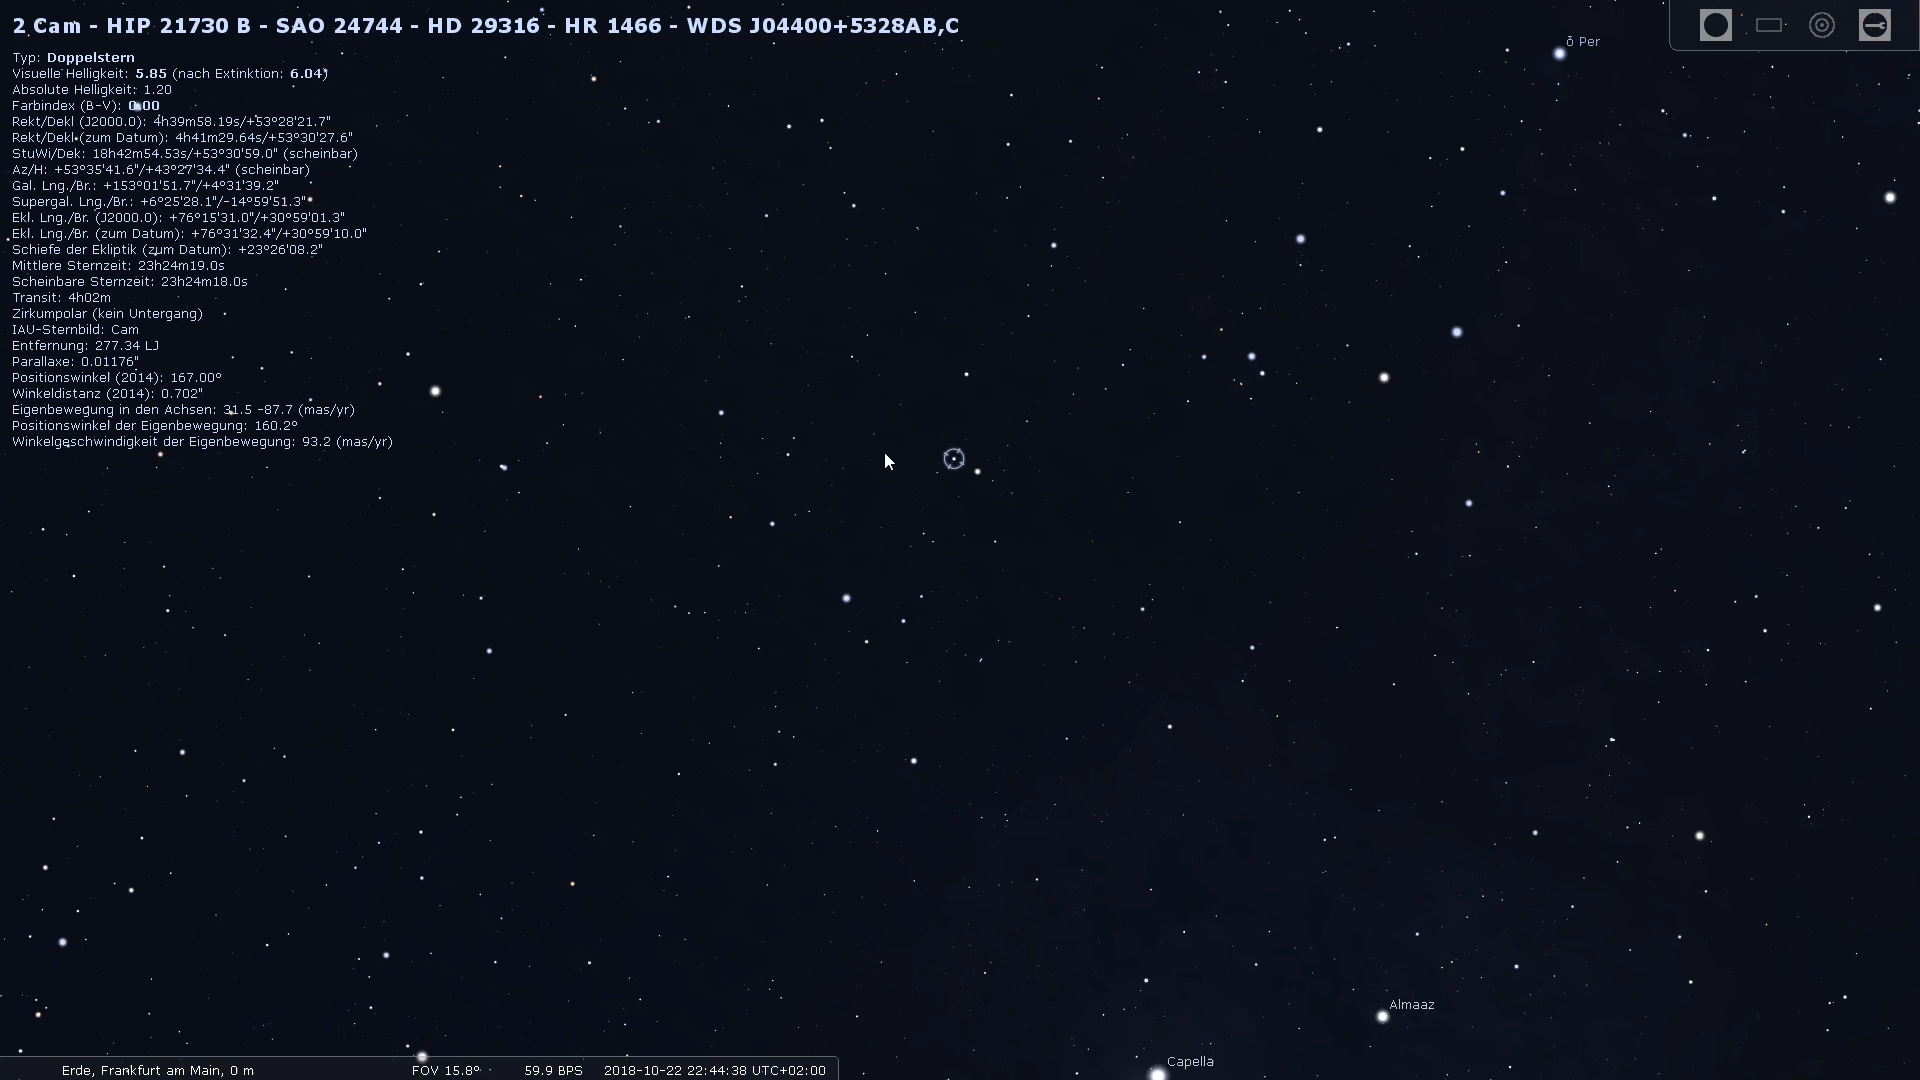 2 Cam - HIP 21730 B - SAO 24744 - HD 29316 - HR 1466 - WDS J04400+5328AB,C
Typ: Doppelstern
Visuelle Helligkeit: 5.85 (nach Extinktion: 6.04)
Absolute Helligkeit: 1.20
Farbindex (B-V): 0.00
Rekt/Dekl (J2000.0): 4h39m58.19s/+53°28'21.7"
Rekt/Dekl (zum Datum): 4h41m29.64s/+53°30'27.6"
StuWi/Dek: 18h42m54.53s/+53°30'59.0" (scheinbar)
Az/H: +53°35'41.6"/+43°27'34.4" (scheinbar)
Gal. Lng./Br.: +153°01'51.7"/+4°31'39.2"
Supergal. Lng./Br.: +6°25'28.1"/-14°59'51.3"
Ekl. Lng./Br. (J2000.0): +76°15'31.0"/+30°59'01.3"
Ekl. Lng./Br. (zum Datum): +76°31'32.4"/+30°59'10.0"
Schiefe der Ekliptik (zum Datum): +23°26'08.2"
Mittlere Sternzeit: 23h24m19.0s
Scheinbare Sternzeit: 23h24m18.0s
Transit: 4h02m
Zirkumpolar (kein Untergang)
IAU-Sternbild: Cam
Entfernung: 277.34 LJ
Parallaxe: 0.01176"
Positionswinkel (2014): 167.00°
Winkeldistanz (2014): 0.702"
Eigenbewegung in den Achsen: 31.5 -87.7 (mas/yr)
Positionswinkel der Eigenbewegung: 160.2°
Winkelgeschwindigkeit der Eigenbewegung: 93.2 (mas/yr)
δ Per
Almaaz
Capella
Erde, Frankfurt am Main, 0 m FOV 15.8° 59.9 BPS 2018-10-22 22:44:38 UTC+02:00